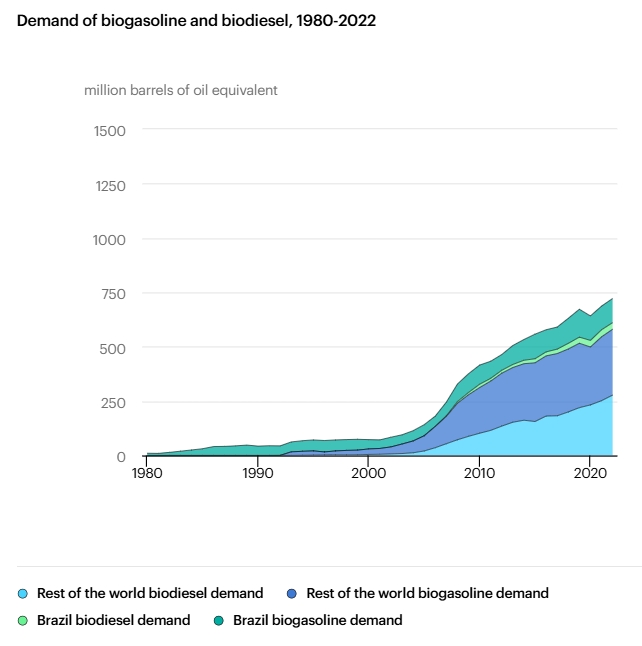 Demand of biogasoline and biodiesel, 1980-2022
million barrels of oil equivalent
1500
1250
1000
750
500
250
0
1980 1990 2000 2010 2020
Rest of the world biodiesel demand Rest of the world biogasoline demand
Brazil biodiesel demand Brazil biogasoline demand